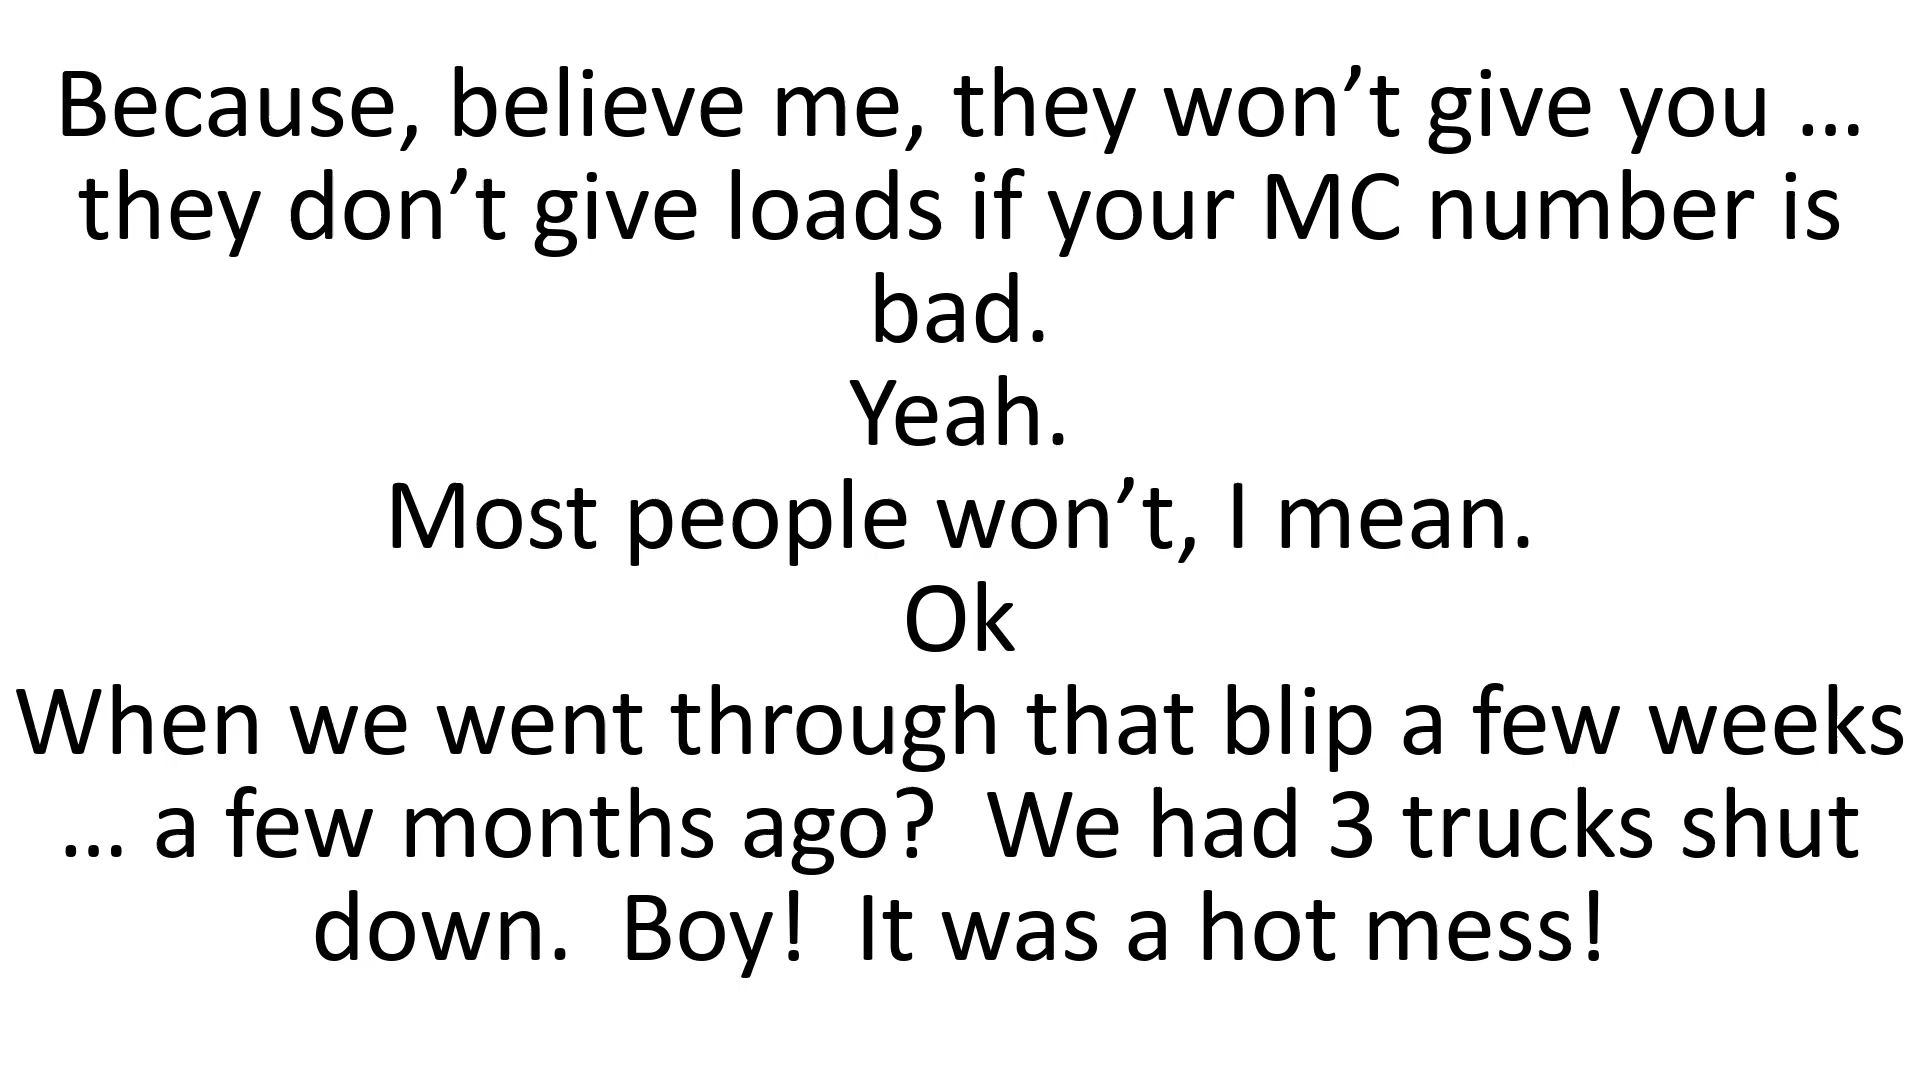 Because, believe me, they won’t give you …
they don’t give loads if your MC number is
bad.
Yeah.
Most people won’t, I mean.
Ok
When we went through that blip a few weeks
… a few months ago?  We had 3 trucks shut
down.  Boy!  It was a hot mess!